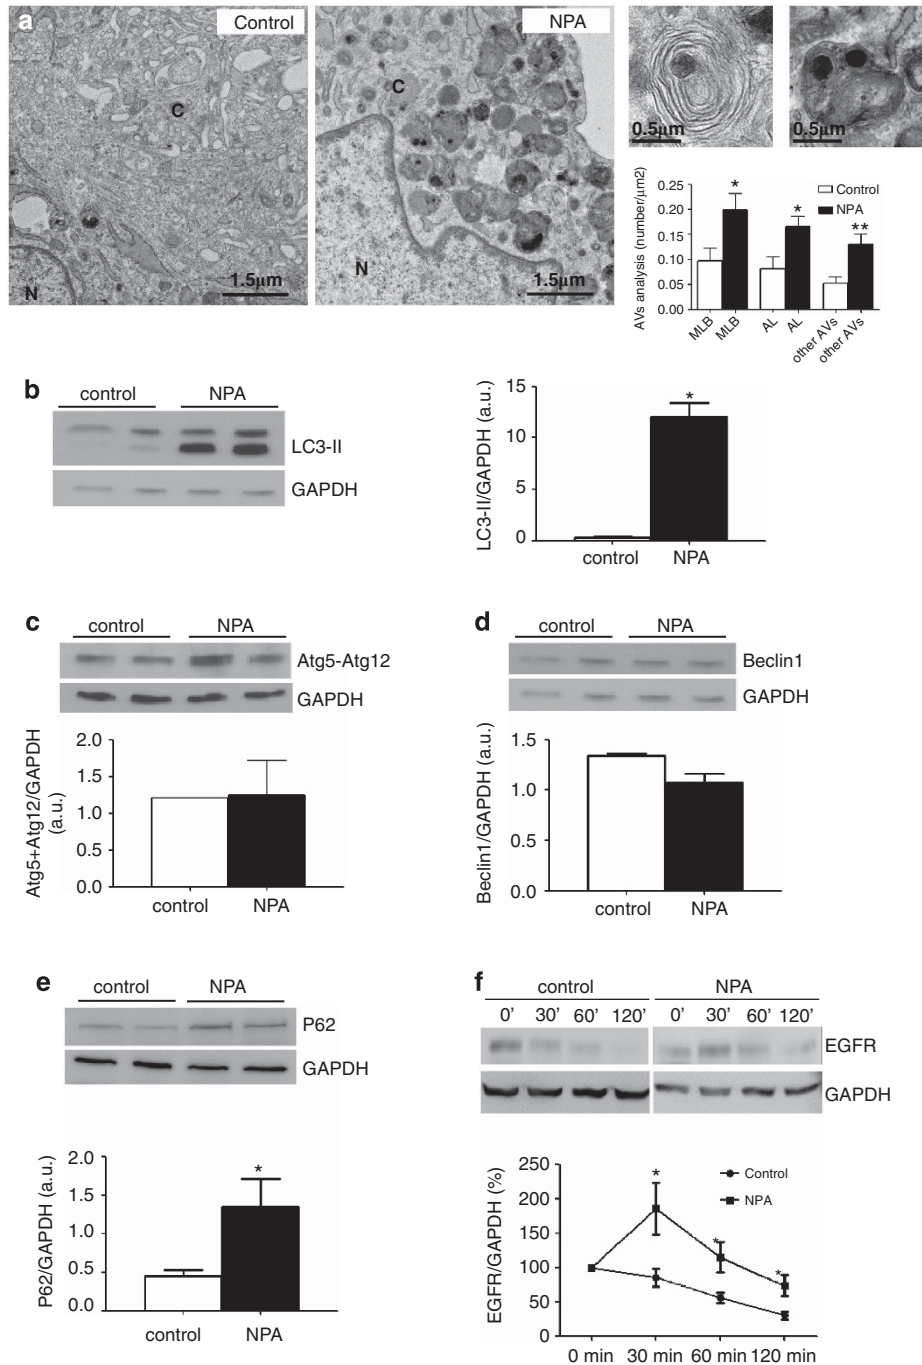 a
Control
NPA
C
C
N
N
1.5µm
1.5µm
0.5µm
0.5µm
AVs analysis (number/µm2)
0.25
0.20
0.15
0.10
0.05
0.00
* * **
Control
NPA
MLB MLB AL AL other AVs other AVs
b
control NPA
LC3-II
GAPDH
LC3-II/GAPDH (a.u.)
15
10
5
0
*
control NPA
c
control NPA
Atg5-Atg12
GAPDH
Atg5+Atg12/GAPDH
(a.u.)
2.0
1.5
1.0
0.5
0.0
control NPA
d
control NPA
Beclin1
GAPDH
Beclin1/GAPDH (a.u.)
1.5
1.0
0.5
0.0
control NPA
e
control NPA
P62
GAPDH
P62/GAPDH (a.u.)
2.0
1.5
1.0
0.5
0.0
*
control NPA
f
control NPA
0' 30' 60' 120' 0' 30' 60' 120'
EGFR
GAPDH
EGFR/GAPDH (%)
250
200
150
100
50
0
* * *
Control
NPA
0 min 30 min 60 min 120 min